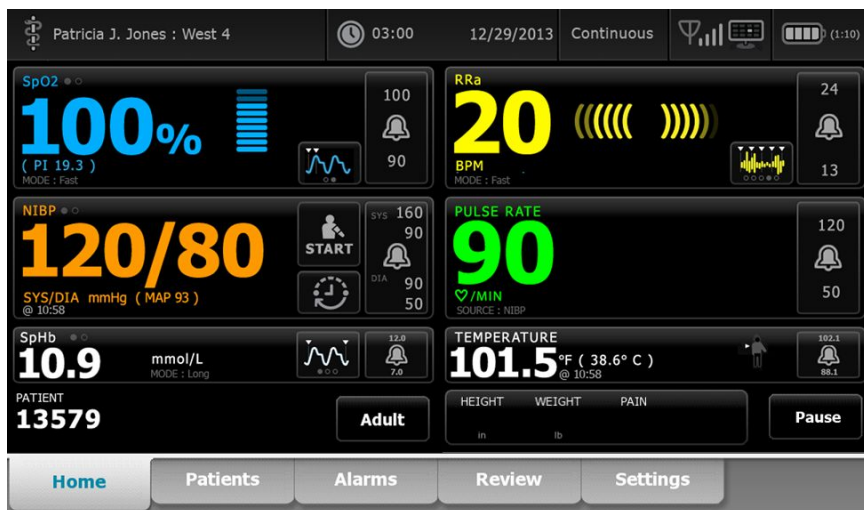 Patricia J. Jones : West 4
03:00
12/29/2013
Continuous
(1:10)
SpO2
100%
( PI 19.3 )
MODE : Fast
100
90
RRa
20
BPM
MODE : Fast
24
13
NIBP
120/80
SYS/DIA mmHg ( MAP 93 )
@ 10:58
START
SYS 160
90
DIA 90
50
PULSE RATE
90
/MIN
SOURCE : NIBP
120
50
SpHb
10.9 mmol/L
MODE : Long
12.0
7.0
TEMPERATURE
101.5 °F ( 38.6° C )
@ 10:58
102.1
88.1
PATIENT
13579
Adult
HEIGHT WEIGHT PAIN
in lb
Pause
Home Patients Alarms Review Settings